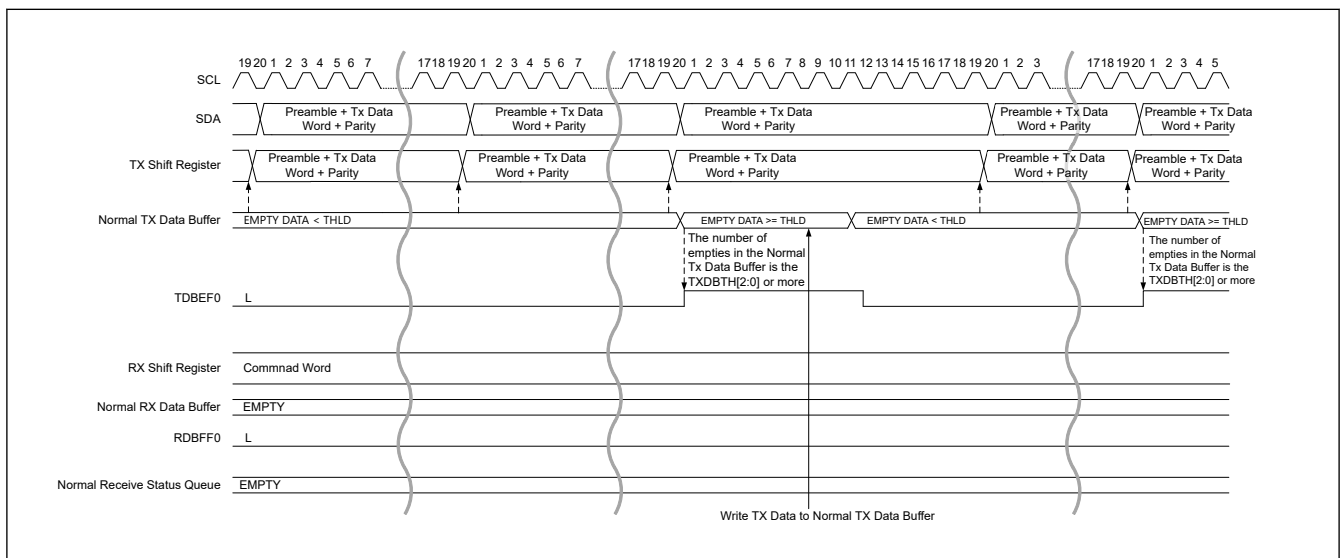 19 20 1 2 3 4 5 6 7 17 18 19 20 1 2 3 4 5 6 7 17 18 19 20 1 2 3 4 5 6 7 8 9 10 11 12 13 14 15 16 17 18 19 20 1 2 3 17 18 19 20 1 2 3 4 5
SCL
SDA
Preamble + Tx Data
Word + Parity
Preamble + Tx Data
Word + Parity
Preamble + Tx Data
Word + Parity
Preamble + Tx Data
Word + Parity
Preamble + Tx Data
Word + Parity
TX Shift Register
Preamble + Tx Data
Word + Parity
Preamble + Tx Data
Word + Parity
Preamble + Tx Data
Word + Parity
Preamble + Tx Data
Word + Parity
Preamble + Tx Data
Word + Parity
Normal TX Data Buffer
EMPTY DATA < THLD
EMPTY DATA >= THLD
EMPTY DATA < THLD
EMPTY DATA >= THLD
The number of
empties in the Normal
Tx Data Buffer is the
TXDBTH[2:0] or more
The number of
empties in the Normal
Tx Data Buffer is the
TXDBTH[2:0] or more
TDBEF0
L
RX Shift Register
Commnad Word
Normal RX Data Buffer
EMPTY
RDBFF0
L
Normal Receive Status Queue
EMPTY
Write TX Data to Normal TX Data Buffer